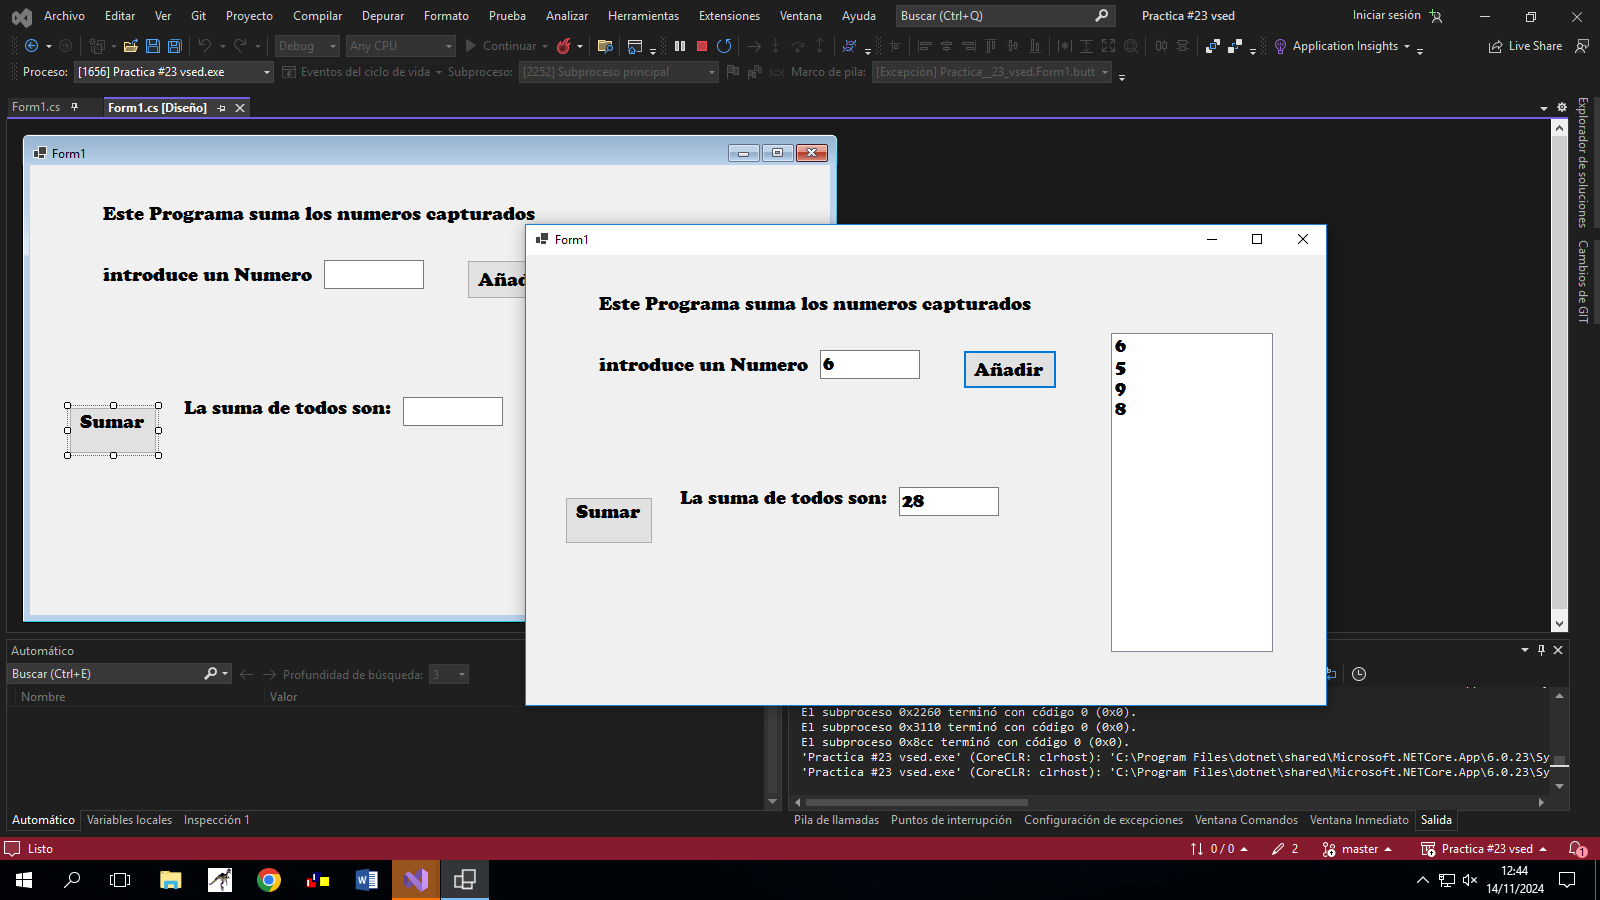 Archivo Editar Ver Git Proyecto Compilar Depurar Formato Prueba Analizar Herramientas Extensiones Ventana Ayuda Buscar (Ctrl+Q) Practica #23 vsed Iniciar sesión
Debug Any CPU Continuar Application Insights Live Share
Proceso: [1656] Practica #23 vsed.exe Eventos del ciclo de vida Subproceso: [2252] Subproceso principal Marco de pila: [Excepción] Practica__23_vsed.Form1.butt
Form1.cs Form1.cs [Diseño]
Explorador de soluciones
Cambios de GIT
Form1
Este Programa suma los numeros capturados
introduce un Numero Añad
Sumar La suma de todos son:
Form1
Este Programa suma los numeros capturados
introduce un Numero 6 Añadir
6
5
9
8
Sumar La suma de todos son: 28
Automático
Buscar (Ctrl+E) Profundidad de búsqueda: 3
Nombre Valor
El subproceso 0x2260 terminó con código 0 (0x0).
El subproceso 0x3110 terminó con código 0 (0x0).
El subproceso 0x8cc terminó con código 0 (0x0).
'Practica #23 vsed.exe' (CoreCLR: clrhost): 'C:\Program Files\dotnet\shared\Microsoft.NETCore.App\6.0.23\Sy
'Practica #23 vsed.exe' (CoreCLR: clrhost): 'C:\Program Files\dotnet\shared\Microsoft.NETCore.App\6.0.23\Sy
Automático Variables locales Inspección 1
Pila de llamadas Puntos de interrupción Configuración de excepciones Ventana Comandos Ventana Inmediato Salida
Listo 0 / 0 2 master Practica #23 vsed 1
12:44
14/11/2024